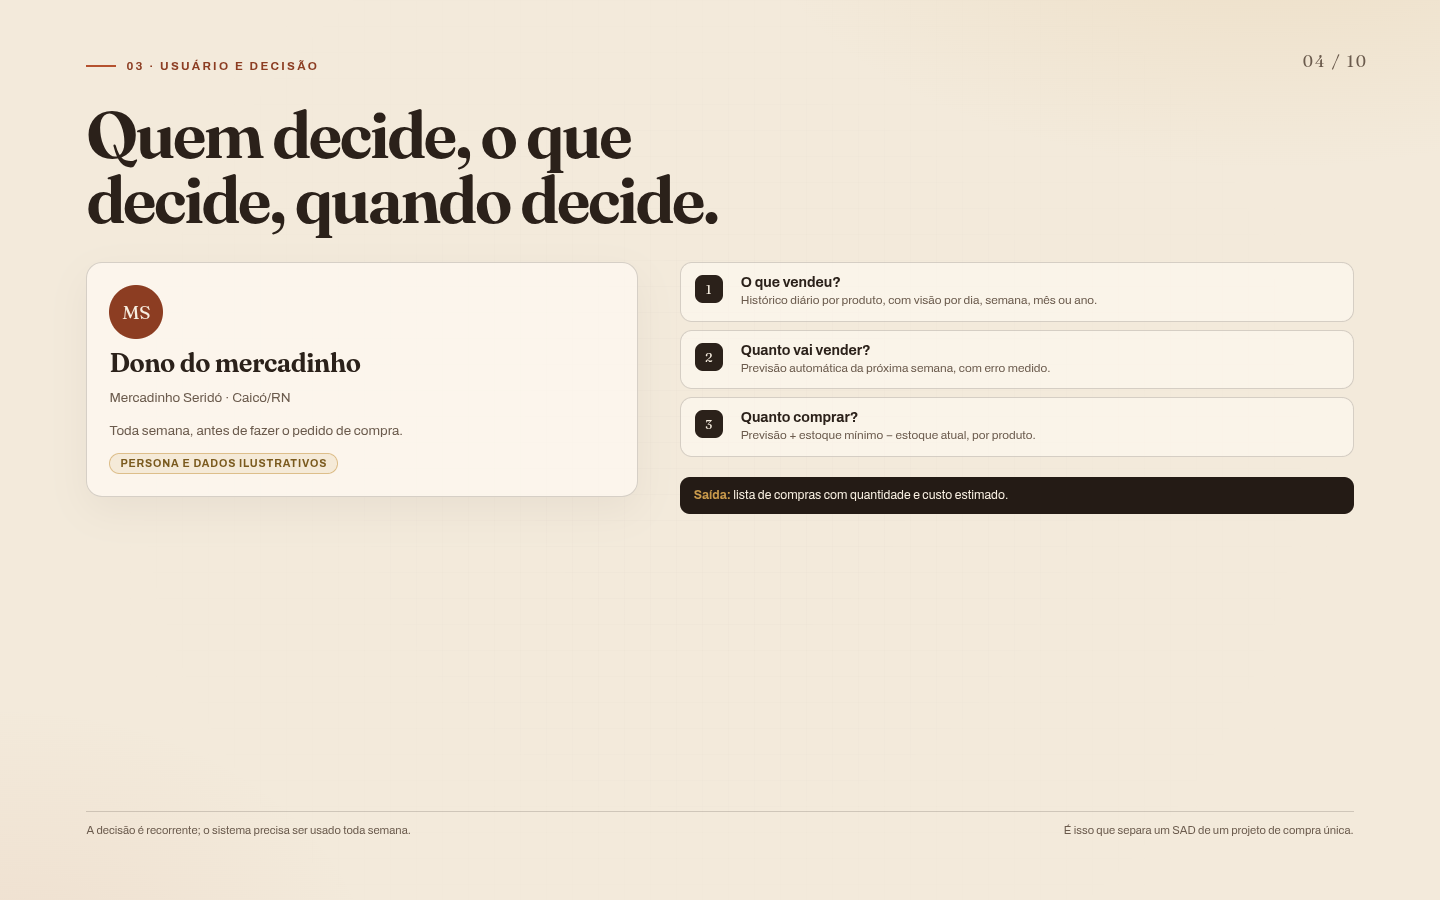 03 · USUÁRIO E DECISÃO
04 / 10
Quem decide, o que
decide, quando decide.
MS
Dono do mercadinho
Mercadinho Seridó · Caicó/RN
Toda semana, antes de fazer o pedido de compra.
PERSONA E DADOS ILUSTRATIVOS
1
O que vendeu?
Histórico diário por produto, com visão por dia, semana, mês ou ano.
2
Quanto vai vender?
Previsão automática da próxima semana, com erro medido.
3
Quanto comprar?
Previsão + estoque mínimo − estoque atual, por produto.
Saída: lista de compras com quantidade e custo estimado.
A decisão é recorrente; o sistema precisa ser usado toda semana.
É isso que separa um SAD de um projeto de compra única.